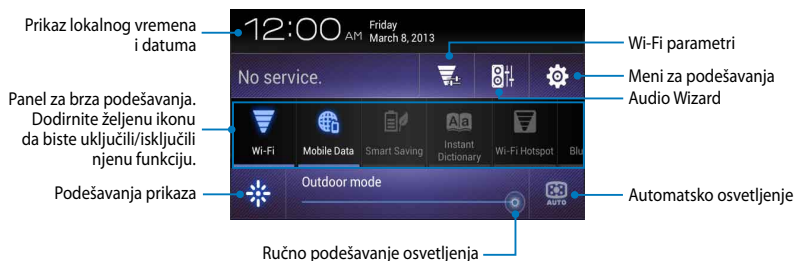 Prikaz lokalnog vremena
i datuma
12:00 AM
Friday
March 8, 2013
Wi-Fi parametri
No service.
Meni za podešavanja
Audio Wizard
Panel za brza podešavanja.
Dodirnite željenu ikonu
da biste uključili/isključili
njenu funkciju.
Wi-Fi
Mobile Data
Smart Saving
Aa
Instant
Dictionary
Wi-Fi Hotspot
Blu
Podešavanja prikaza
Outdoor mode
AUTO
Automatsko osvetljenje
Ručno podešavanje osvetljenja